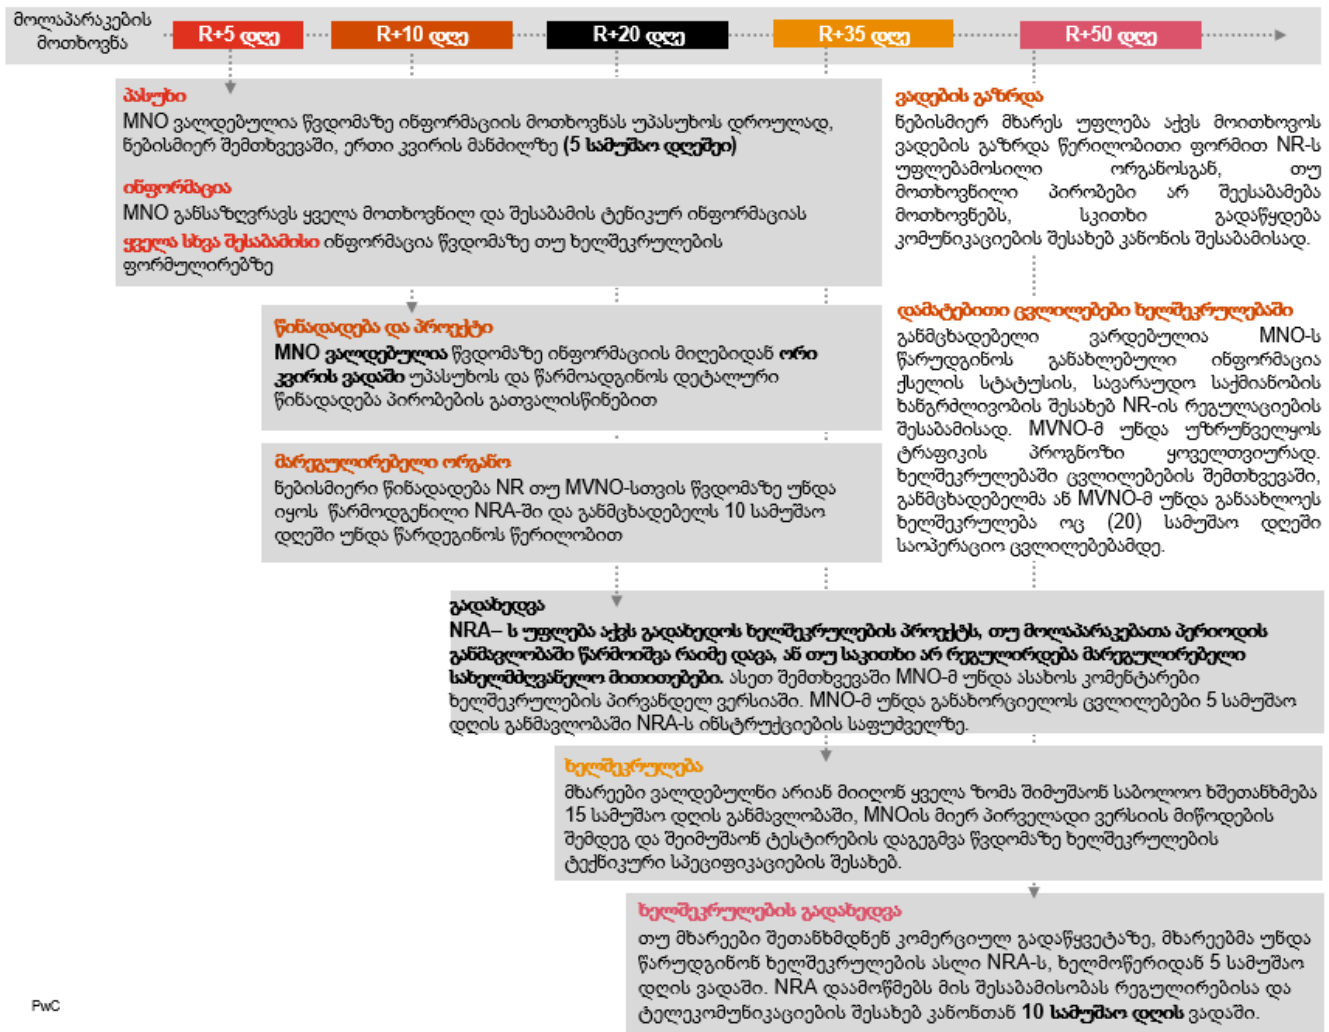 მოლაპარაკების
მოთხოვნა
R+5 დღე
R+10 დღე
R+20 დღე
R+35 დღე
R+50 დღე
პასუხი
MNO ვალდებულია წვდომაზე ინფორმაციის მოთხოვნას უპასუხოს დროულად,
ნებისმიერ შემთხვევაში, ერთი კვირის მანძილზე (5 სამუშაო დღეშეი)
ინფორმაცია
MNO განსაზღვრავს ყველა მოთხოვნილ და შესაბამის ტენიკურ ინფორმაციას
ყველა სხვა შესაბამისი ინფორმაცია წვდომაზე თუ ხელშეკრულების
ფორმულირებზე
ვადების გაზრდა
ნებისმიერ მხარეს უფლება აქვს მოითხოვოს
ვადების გაზრდა წერილობითი ფორმით NR-ს
უფლებამოსილი ორგანოსგან, თუ
მოთხოვნილი პირობები არ შეესაბამება
მოთხოვნებს, სკითხი გადაწყდება
კომუნიკაციების შესახებ კანონის შესაბამისად.
წინადადება და პროექტი
MNO ვალდებულია წვდომაზე ინფორმაციის მიღებიდან ორი
კვირის ვადაში უპასუხოს და წარმოადგინოს დეტალური
წინადადება პირობების გათვალისწინებით
მარეგულირებელი ორგანო
ნებისმიერი წინადადება NR თუ MVNO-სთვის წვდომაზე უნდა
იყოს წარმოდგენილი NRA-ში და განმცხადებელს 10 სამუშაო
დღეში უნდა წარდეგინოს წერილობით
დამატებითი ცვლილებები ხელშეკრულებაში
განმცხადებელი ვარდებულია MNO-ს
წარუდგინოს განახლებული ინფორმაცია
ქსელის სტატუსის, სავარაუდო საქმიანობის
ხანგრძლივობის შესახებ NR-ის რეგულაციების
შესაბამისად. MVNO-მ უნდა უზრუნველყოს
ტრაფიკის პროგნოზი ყოველთვიურად.
ხელშეკრულებაში ცვლილებების შემთხვევაში,
განმცხადებელმა ან MVNO-მ უნდა განაახლოეს
ხელშეკრულება ოც (20) სამუშაო დღეში
საოპერაციო ცვლილებებამდე.
გადახედვა
NRA– ს უფლება აქვს გადახედოს ხელშეკრულების პროექტს, თუ მოლაპარაკებათა პერიოდის
განმავლობაში წარმოიშვა რაიმე დავა, ან თუ საკითხი არ რეგულირდება მარეგულირებელი
სახელმძღვანელო მითითებები. ასეთ შემთხვევაში MNO-მ უნდა ასახოს კომენტარები
ხელშეკრულების პირვანდელ ვერსიაში. MNO-მ უნდა განახორციელოს ცვლილებები 5 სამუშაო
დღის განმავლობაში NRA-ს ინსტრუქციების საფუძველზე.
ხელშეკრულება
მხარეები ვალდებულნი არიან მიიღონ ყველა ზომა შიმუშაონ საბოლოო ხშეთანხმება
15 სამუშაო დღის განმავლობაში, MNOის მიერ პირველადი ვერსიის მიწოდების
შემდეგ და შეიმუშაონ ტესტირების დაგეგმვა წვდომაზე ხელშეკრულების
ტექნიკური სპეციფიკაციების შესახებ.
ხელშეკრულების გადახედვა
თუ მხარეები შეთანხმდნენ კომერციულ გადაწყვეტაზე, მხარეებმა უნდა
წარუდგინონ ხელშეკრულების ასლი NRA-ს, ხელმოწერიდან 5 სამუშაო
დღის ვადაში. NRA დაამოწმებს მის შესაბამისობას რეგულირებისა და
ტელეკომუნიკაციების შესახებ კანონთან 10 სამუშაო დღის ვადაში.
PwC